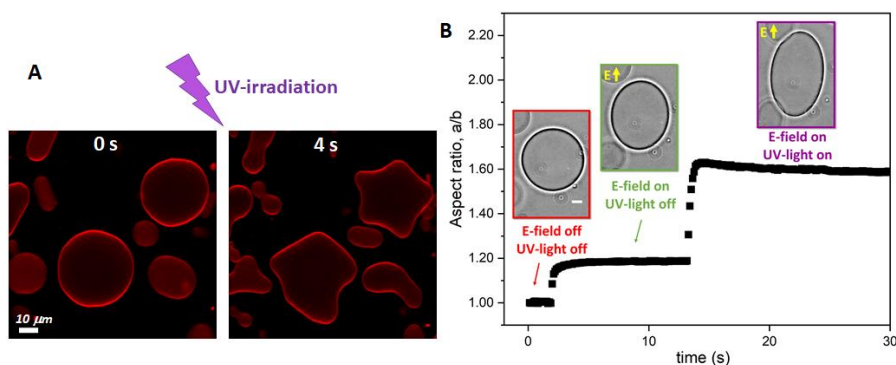 A
UV-irradiation
0 s
4 s
10 µm
B
Aspect ratio, a/b
2.20
2.00
1.80
1.60
1.40
1.20
1.00
E
E
E-field on
UV-light on
E-field on
UV-light off
E-field off
UV-light off
0
10
20
30
time (s)